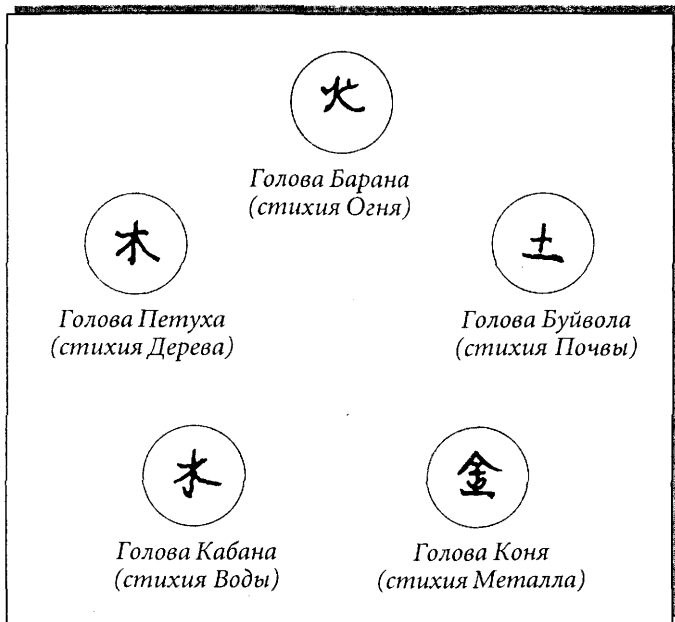 火
Голова Барана
(стихия Огня)
木
Голова Петуха
(стихия Дерева)
土
Голова Буйвола
(стихия Почвы)
水
Голова Кабана
(стихия Воды)
金
Голова Коня
(стихия Металла)